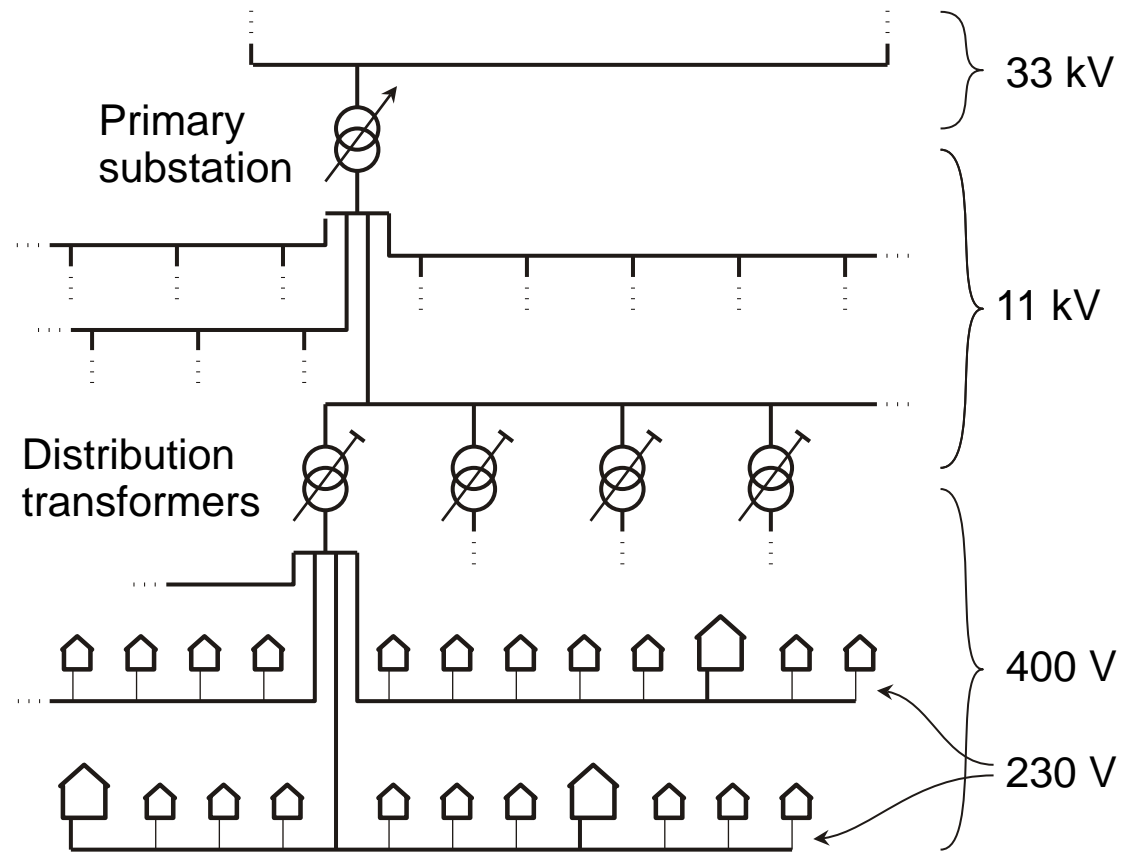 33 kV
Primary
substation
11 kV
Distribution
transformers
400 V
230 V